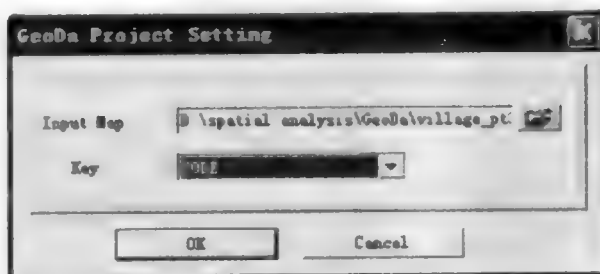 GeoDa Project Setting
Input Map D \spatial analysis\GeoDa\village_pt
Key
OK Cancel